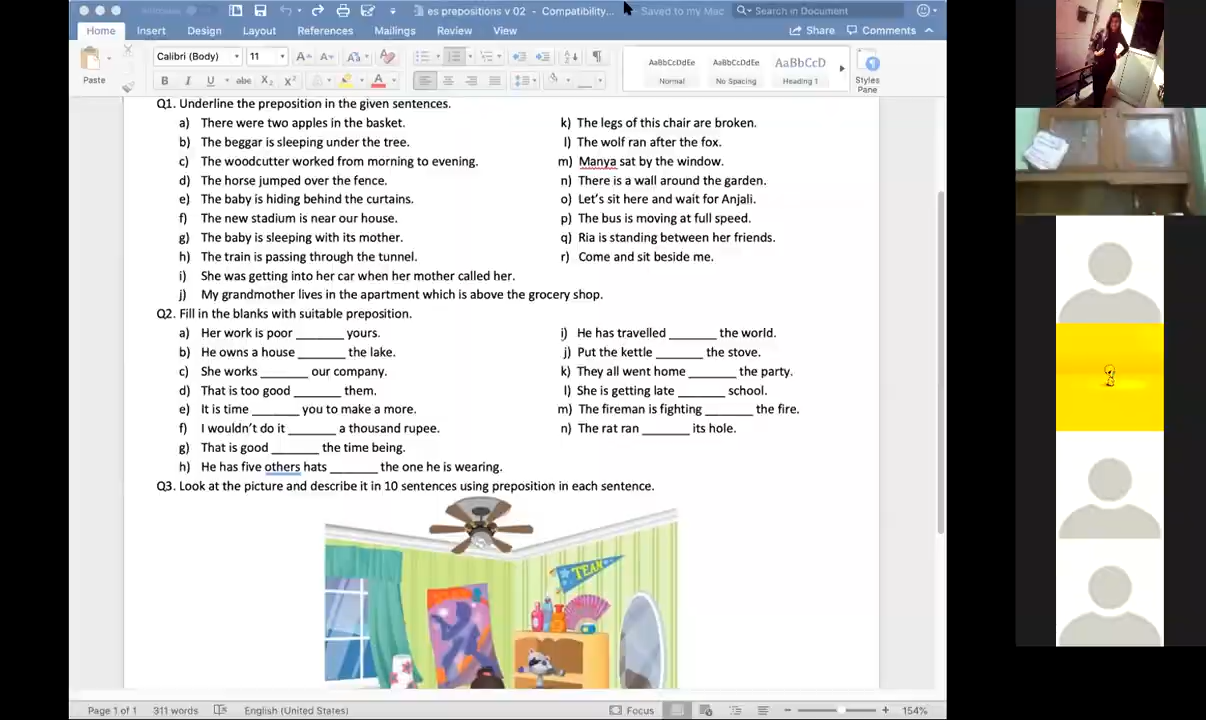 es prepositions v 02 - Compatibility...
Saved to my Mac
Search in Document
Home Insert Design Layout References Mailings Review View
Share Comments
Paste
Calibri (Body) 11
AaBbCcDdEe AaBbCcDdEe AaBbCcD
Normal No Spacing Heading 1
Styles
Pane
Q1. Underline the preposition in the given sentences.
a) There were two apples in the basket.
b) The beggar is sleeping under the tree.
c) The woodcutter worked from morning to evening.
d) The horse jumped over the fence.
e) The baby is hiding behind the curtains.
f) The new stadium is near our house.
g) The baby is sleeping with its mother.
h) The train is passing through the tunnel.
i) She was getting into her car when her mother called her.
j) My grandmother lives in the apartment which is above the grocery shop.
k) The legs of this chair are broken.
l) The wolf ran after the fox.
m) Manya sat by the window.
n) There is a wall around the garden.
o) Let's sit here and wait for Anjali.
p) The bus is moving at full speed.
q) Ria is standing between her friends.
r) Come and sit beside me.
Q2. Fill in the blanks with suitable preposition.
a) Her work is poor ______ yours.
b) He owns a house ______ the lake.
c) She works ______ our company.
d) That is too good ______ them.
e) It is time ______ you to make a more.
f) I wouldn't do it ______ a thousand rupee.
g) That is good ______ the time being.
h) He has five others hats ______ the one he is wearing.
i) He has travelled ______ the world.
j) Put the kettle ______ the stove.
k) They all went home ______ the party.
l) She is getting late ______ school.
m) The fireman is fighting ______ the fire.
n) The rat ran ______ its hole.
Q3. Look at the picture and describe it in 10 sentences using preposition in each sentence.
TEAM
Page 1 of 1 311 words English (United States)
Focus
154%